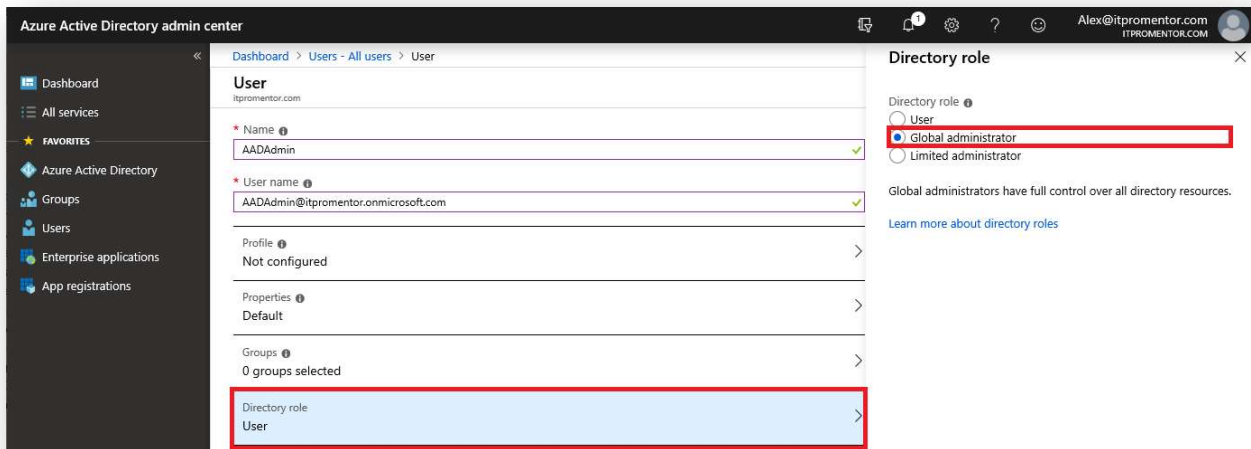 Azure Active Directory admin center
1
?
Alex@itpromentor.com
ITPROMENTOR.COM
«
Dashboard
All services
FAVORITES
Azure Active Directory
Groups
Users
Enterprise applications
App registrations
Dashboard > Users - All users > User
User
itpromentor.com
* Name
AADAdmin
* User name
AADAdmin@itpromentor.onmicrosoft.com
Profile
Not configured
Properties
Default
Groups
0 groups selected
Directory role
User
Directory role
Directory role
User
Global administrator
Limited administrator
Global administrators have full control over all directory resources.
Learn more about directory roles